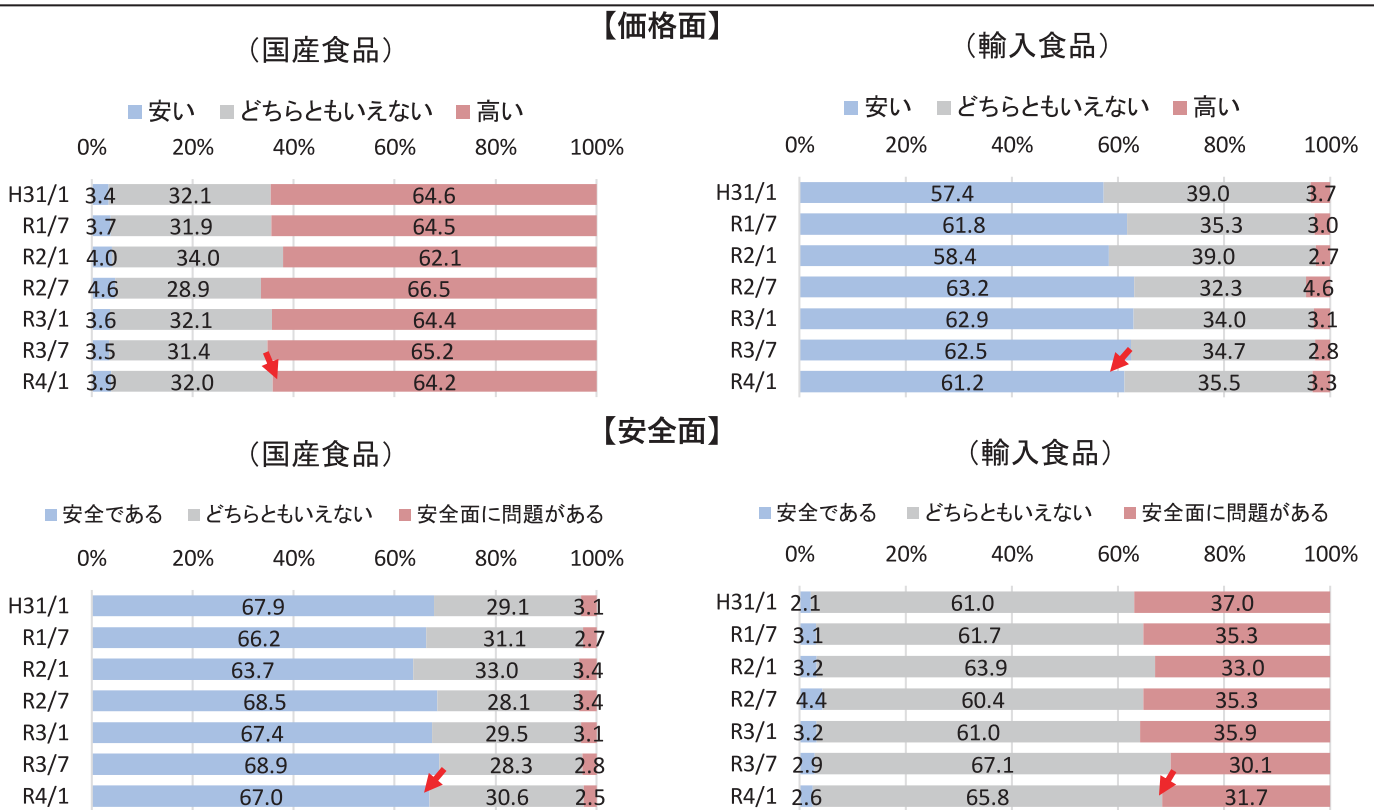 【価格面】
（国産食品）
安い どちらともいえない 高い
0% 20% 40% 60% 80% 100%
H31/1 3.4 32.1 64.6
R1/7 3.7 31.9 64.5
R2/1 4.0 34.0 62.1
R2/7 4.6 28.9 66.5
R3/1 3.6 32.1 64.4
R3/7 3.5 31.4 65.2
R4/1 3.9 32.0 64.2
（輸入食品）
安い どちらともいえない 高い
0% 20% 40% 60% 80% 100%
H31/1 57.4 39.0 3.7
R1/7 61.8 35.3 3.0
R2/1 58.4 39.0 2.7
R2/7 63.2 32.3 4.6
R3/1 62.9 34.0 3.1
R3/7 62.5 34.7 2.8
R4/1 61.2 35.5 3.3
【安全面】
（国産食品）
安全である どちらともいえない 安全面に問題がある
0% 20% 40% 60% 80% 100%
H31/1 67.9 29.1 3.1
R1/7 66.2 31.1 2.7
R2/1 63.7 33.0 3.4
R2/7 68.5 28.1 3.4
R3/1 67.4 29.5 3.1
R3/7 68.9 28.3 2.8
R4/1 67.0 30.6 2.5
（輸入食品）
安全である どちらともいえない 安全面に問題がある
0% 20% 40% 60% 80% 100%
H31/1 2.1 61.0 37.0
R1/7 3.1 61.7 35.3
R2/1 3.2 63.9 33.0
R2/7 4.4 60.4 35.3
R3/1 3.2 61.0 35.9
R3/7 2.9 67.1 30.1
R4/1 2.6 65.8 31.7